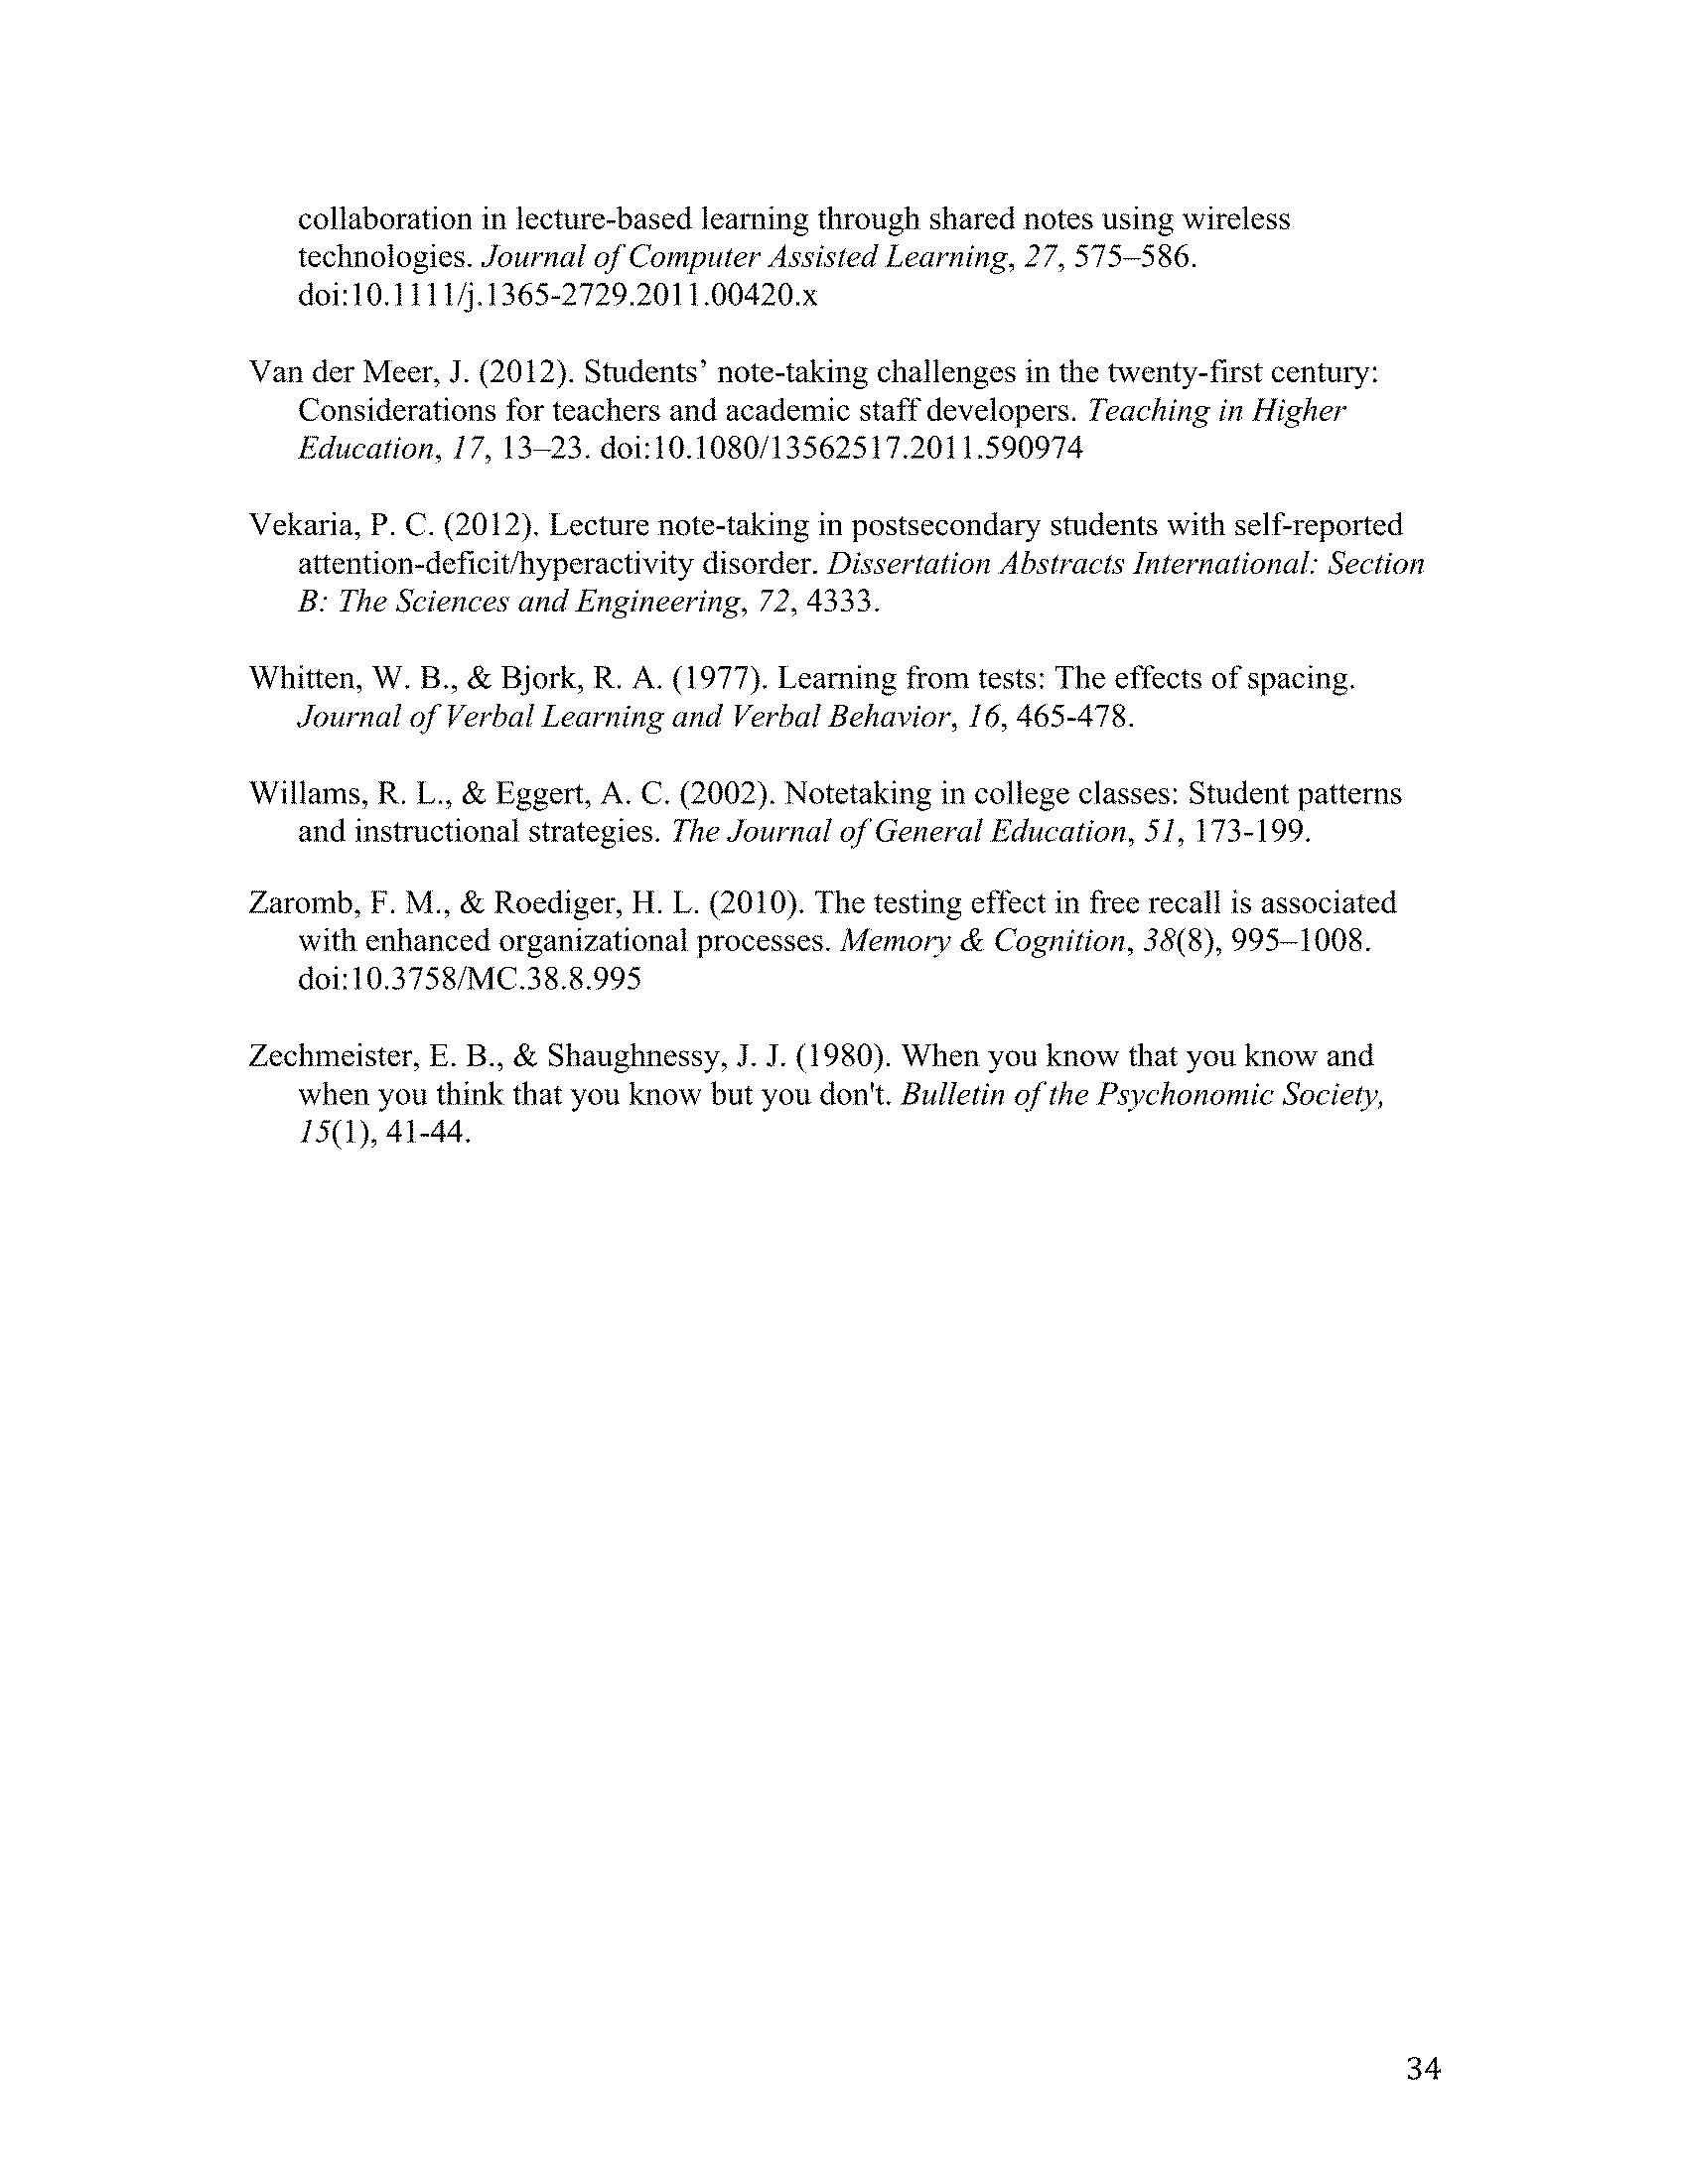 collaboration in lecture-based learning through shared notes using wireless
technologies. Journal of Computer Assisted Learning, 27, 575–586.
doi:10.1111/j.1365-2729.2011.00420.x
Van der Meer, J. (2012). Students’ note-taking challenges in the twenty-first century:
Considerations for teachers and academic staff developers. Teaching in Higher
Education, 17, 13–23. doi:10.1080/13562517.2011.590974
Vekaria, P. C. (2012). Lecture note-taking in postsecondary students with self-reported
attention-deficit/hyperactivity disorder. Dissertation Abstracts International: Section
B: The Sciences and Engineering, 72, 4333.
Whitten, W. B., & Bjork, R. A. (1977). Learning from tests: The effects of spacing.
Journal of Verbal Learning and Verbal Behavior, 16, 465-478.
Willams, R. L., & Eggert, A. C. (2002). Notetaking in college classes: Student patterns
and instructional strategies. The Journal of General Education, 51, 173-199.
Zaromb, F. M., & Roediger, H. L. (2010). The testing effect in free recall is associated
with enhanced organizational processes. Memory & Cognition, 38(8), 995–1008.
doi:10.3758/MC.38.8.995
Zechmeister, E. B., & Shaughnessy, J. J. (1980). When you know that you know and
when you think that you know but you don't. Bulletin of the Psychonomic Society,
15(1), 41-44.
34